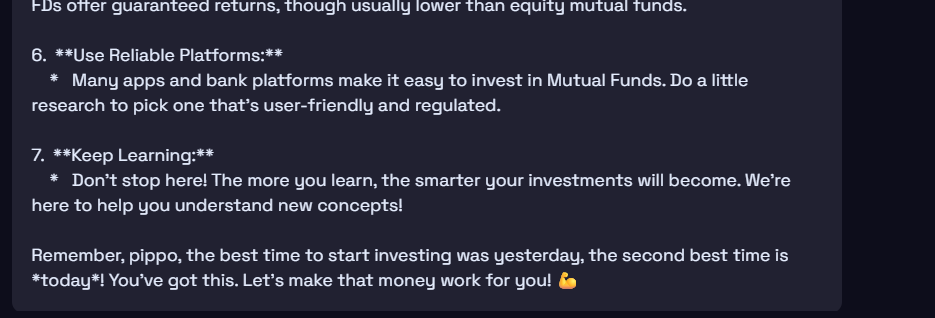 FDs offer guaranteed returns, though usually lower than equity mutual funds.
6. **Use Reliable Platforms:**
* Many apps and bank platforms make it easy to invest in Mutual Funds. Do a little
research to pick one that's user-friendly and regulated.
7. **Keep Learning:**
* Don't stop here! The more you learn, the smarter your investments will become. We're
here to help you understand new concepts!
Remember, pippo, the best time to start investing was yesterday, the second best time is
*today*! You've got this. Let's make that money work for you! 💪